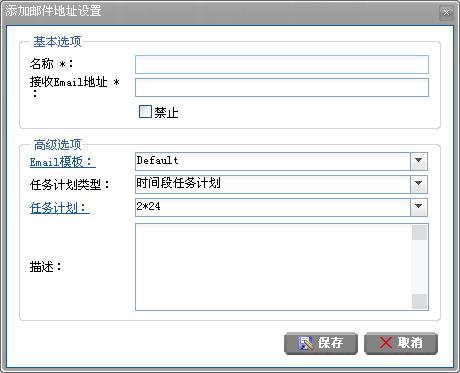 添加邮件地址设置
基本选项
名称 *:
接收Email地址 *
:
禁止
高级选项
Email模板:
Default
任务计划类型:
时间段任务计划
任务计划:
2*24
描述:
保存
取消